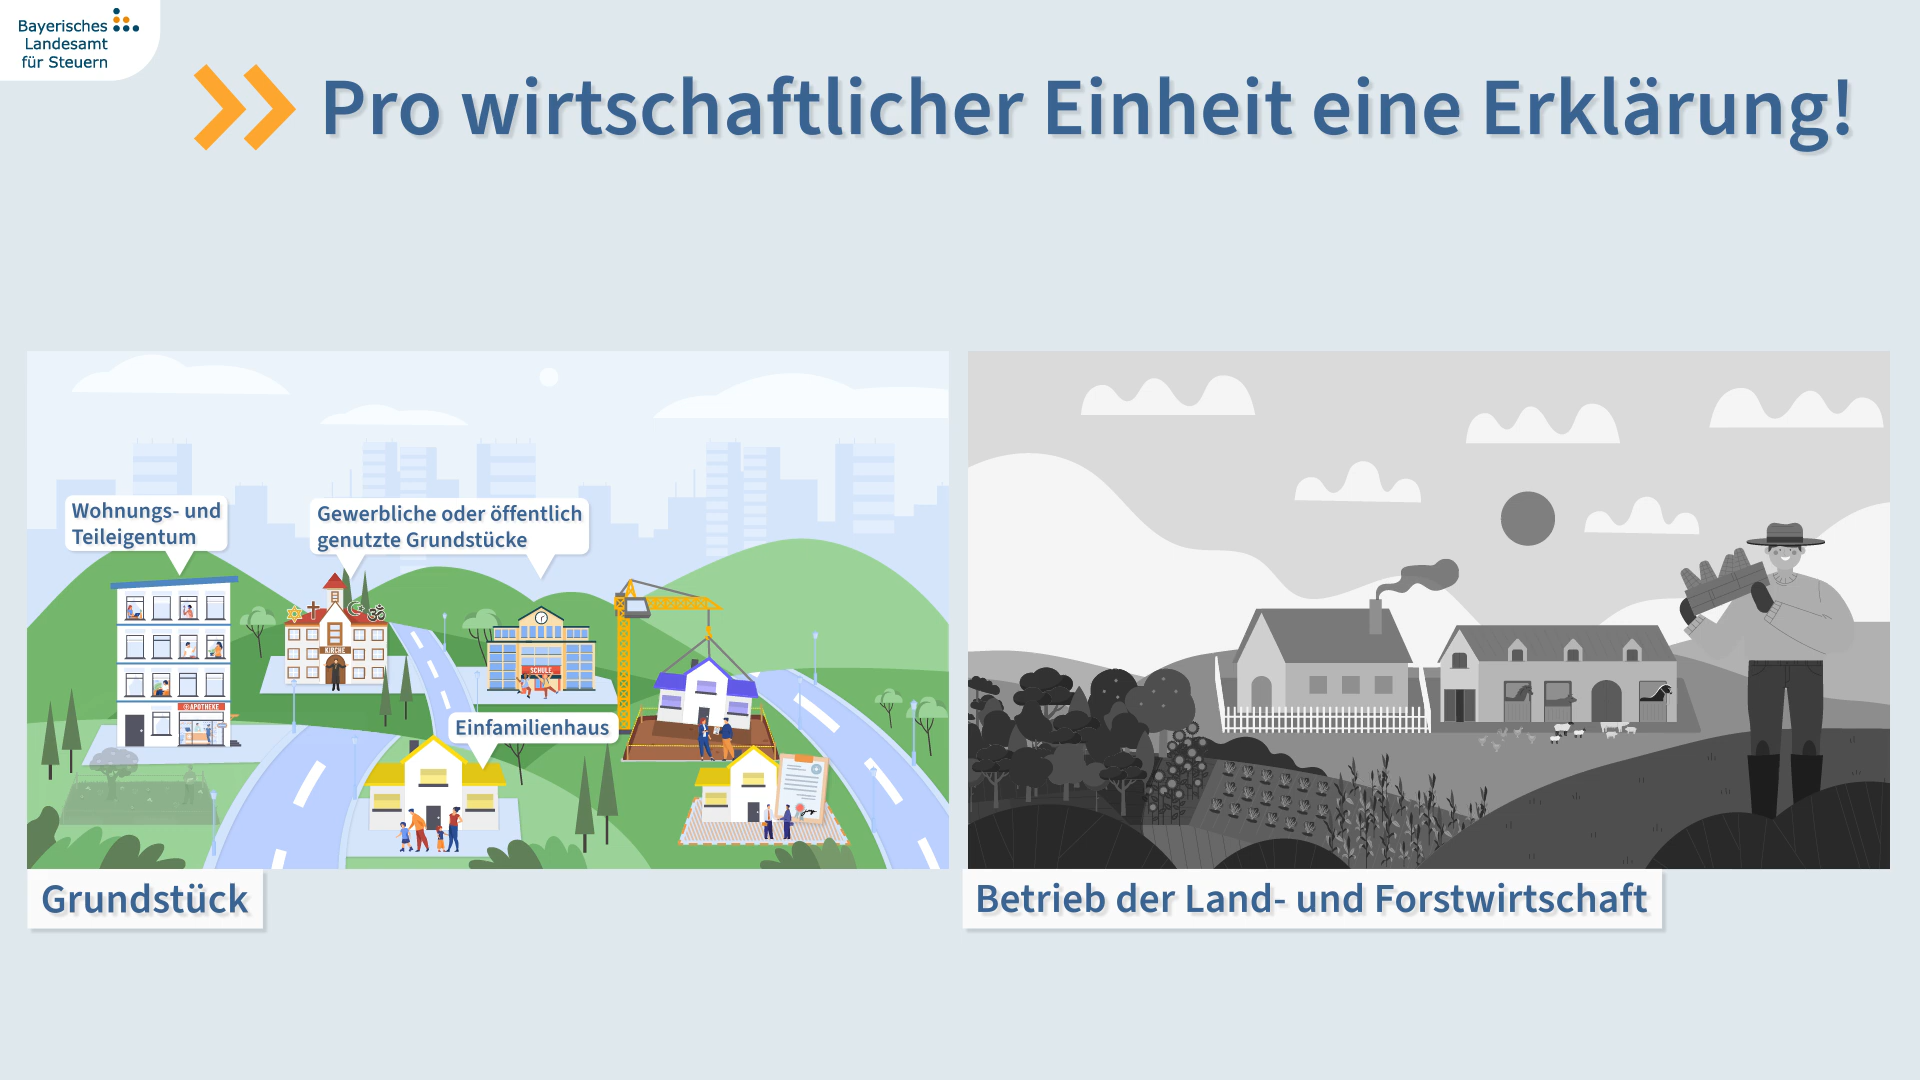 Bayerisches
Landesamt
für Steuern
Pro wirtschaftlicher Einheit eine Erklärung!
Wohnungs- und
Teileigentum
Gewerbliche oder öffentlich
genutzte Grundstücke
KIRCHE
SCHULE
APOTHEKE
Einfamilienhaus
Grundstück
Betrieb der Land- und Forstwirtschaft